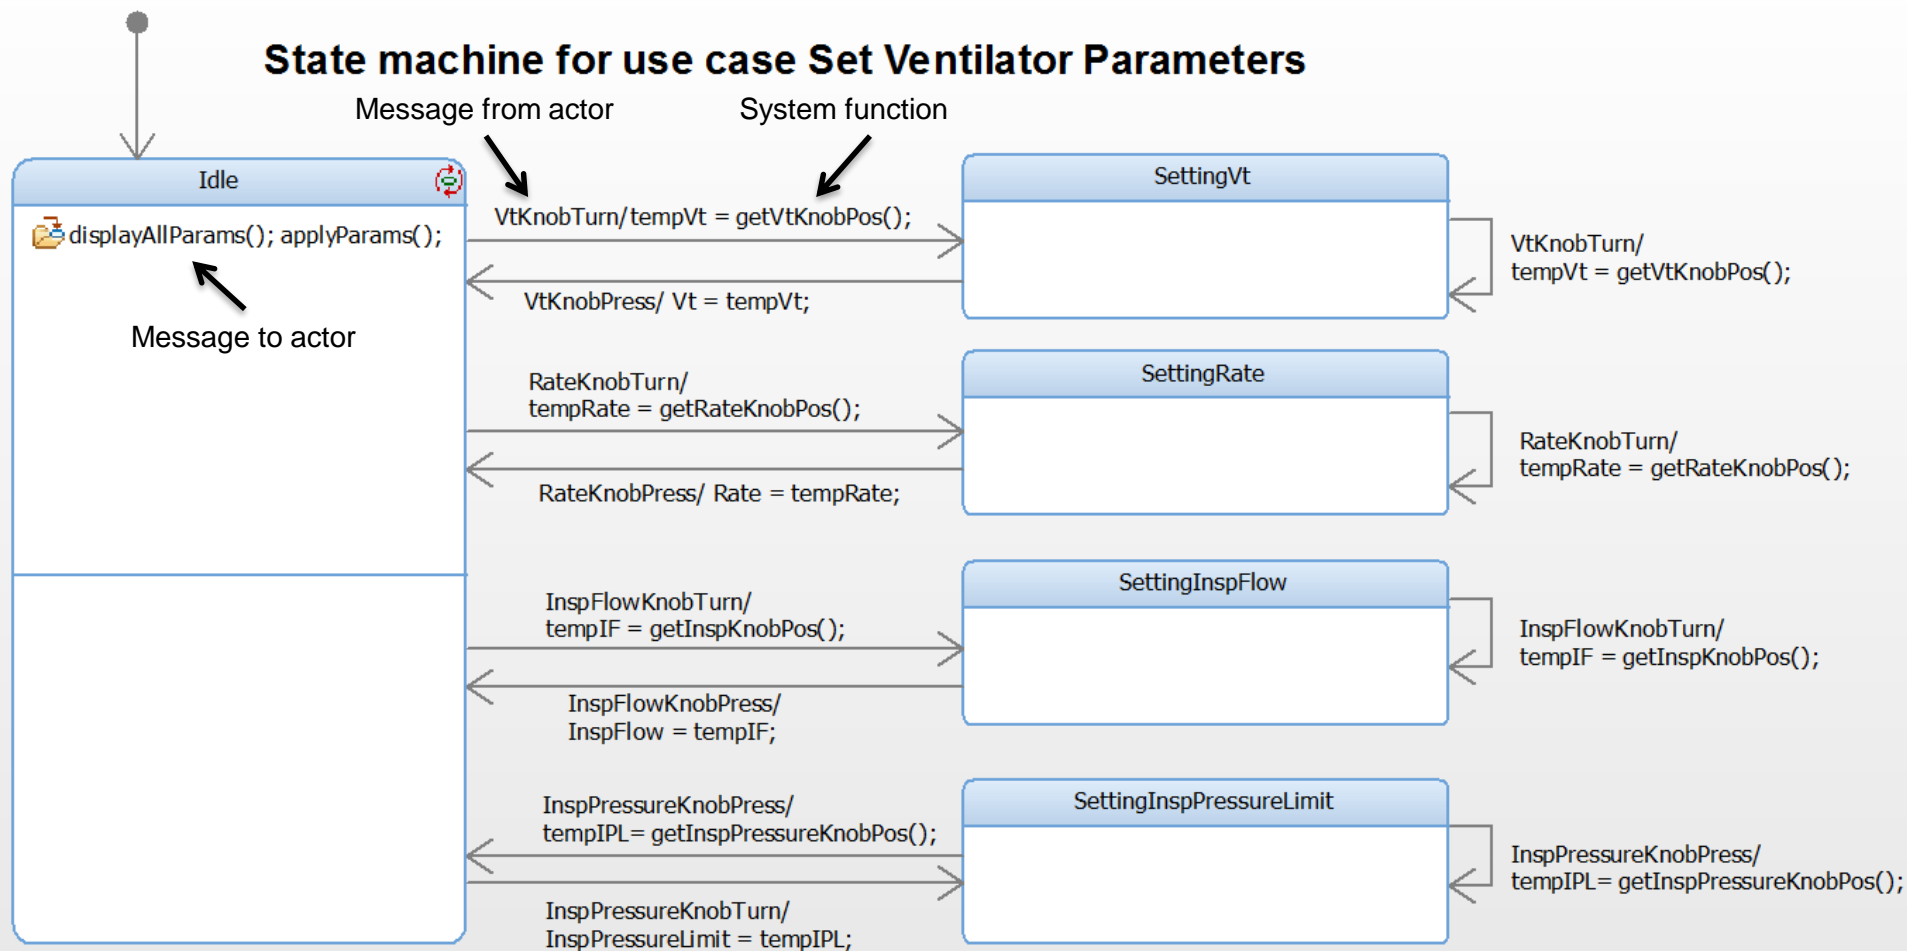 State machine for use case Set Ventilator Parameters
Message from actor
System function
Idle
displayAllParams(); applyParams();
Message to actor
VtKnobTurn/tempVt = getVtKnobPos();
VtKnobPress/ Vt = tempVt;
SettingVt
VtKnobTurn/
tempVt = getVtKnobPos();
RateKnobTurn/
tempRate = getRateKnobPos();
RateKnobPress/ Rate = tempRate;
SettingRate
RateKnobTurn/
tempRate = getRateKnobPos();
InspFlowKnobTurn/
tempIF = getInspKnobPos();
InspFlowKnobPress/
InspFlow = tempIF;
SettingInspFlow
InspFlowKnobTurn/
tempIF = getInspKnobPos();
InspPressureKnobPress/
tempIPL= getInspPressureKnobPos();
InspPressureKnobTurn/
InspPressureLimit = tempIPL;
SettingInspPressureLimit
InspPressureKnobPress/
tempIPL= getInspPressureKnobPos();